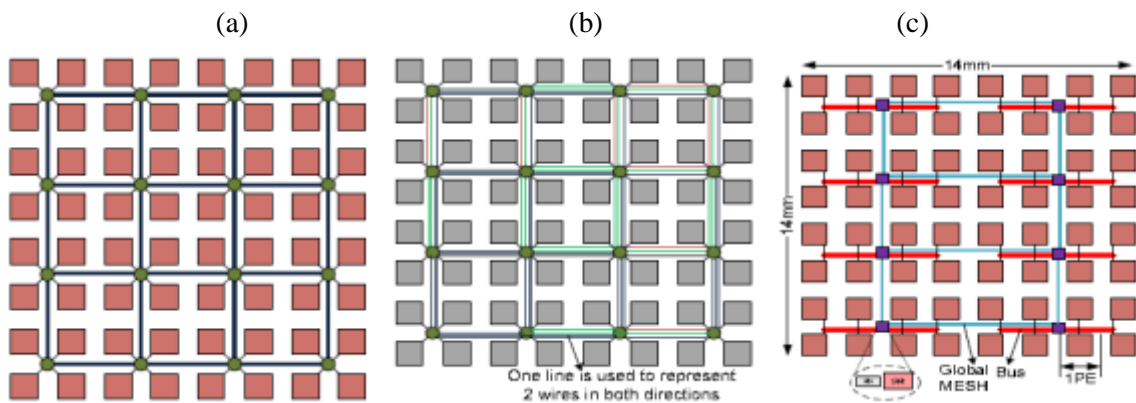 (a)
(b)
(c)
14mm
14mm
One line is used to represent
2 wires in both directions
Global
MESH
Bus
1PE